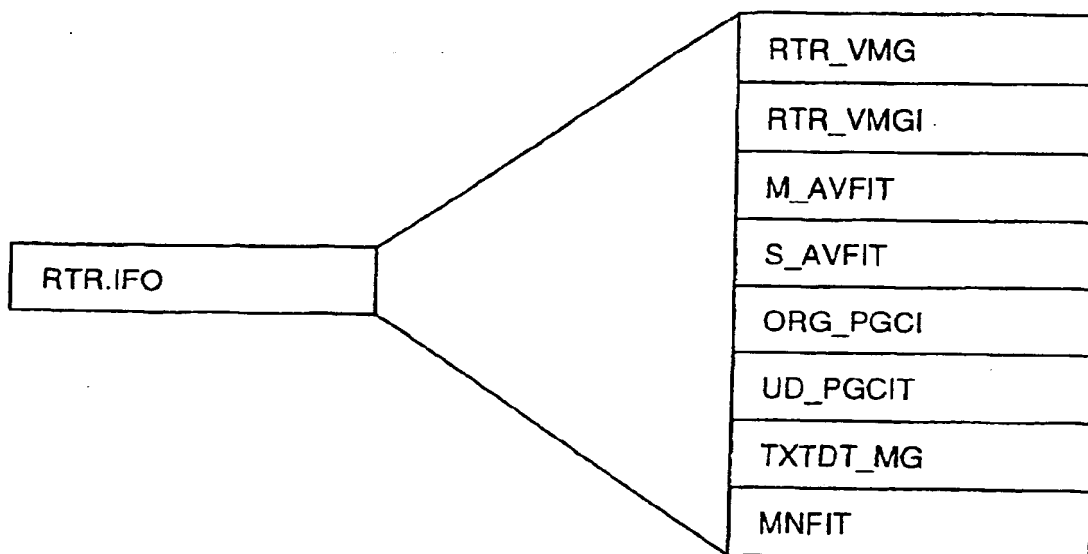 RTR.IFO
RTR_VMG
RTR_VMGI
M_AVFIT
S_AVFIT
ORG_PGCI
UD_PGCIT
TXTDT_MG
MNFIT